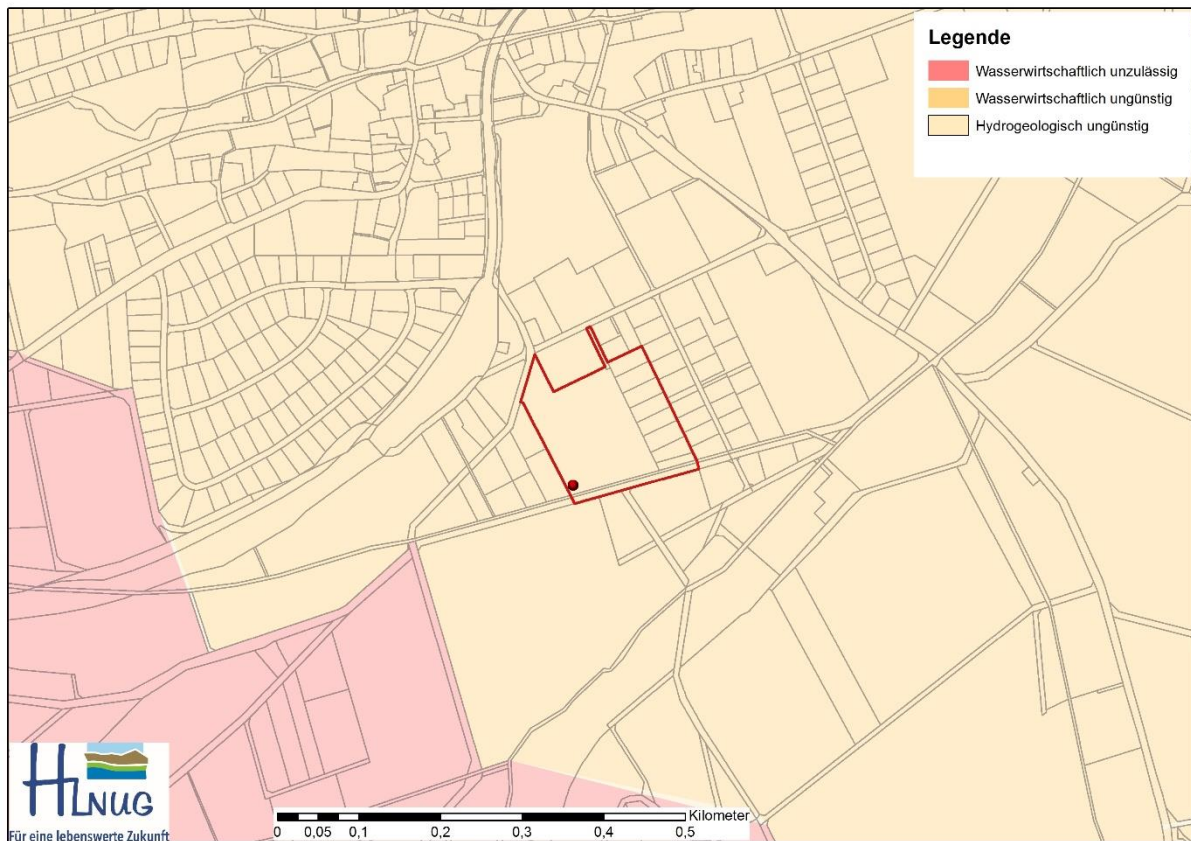 Legende
Wasserwirtschaftlich unzulässig
Wasserwirtschaftlich ungünstig
Hydrogeologisch ungünstig
HLNUG
Für eine lebenswerte Zukunft
Kilometer
0 0,05 0,1 0,2 0,3 0,4 0,5